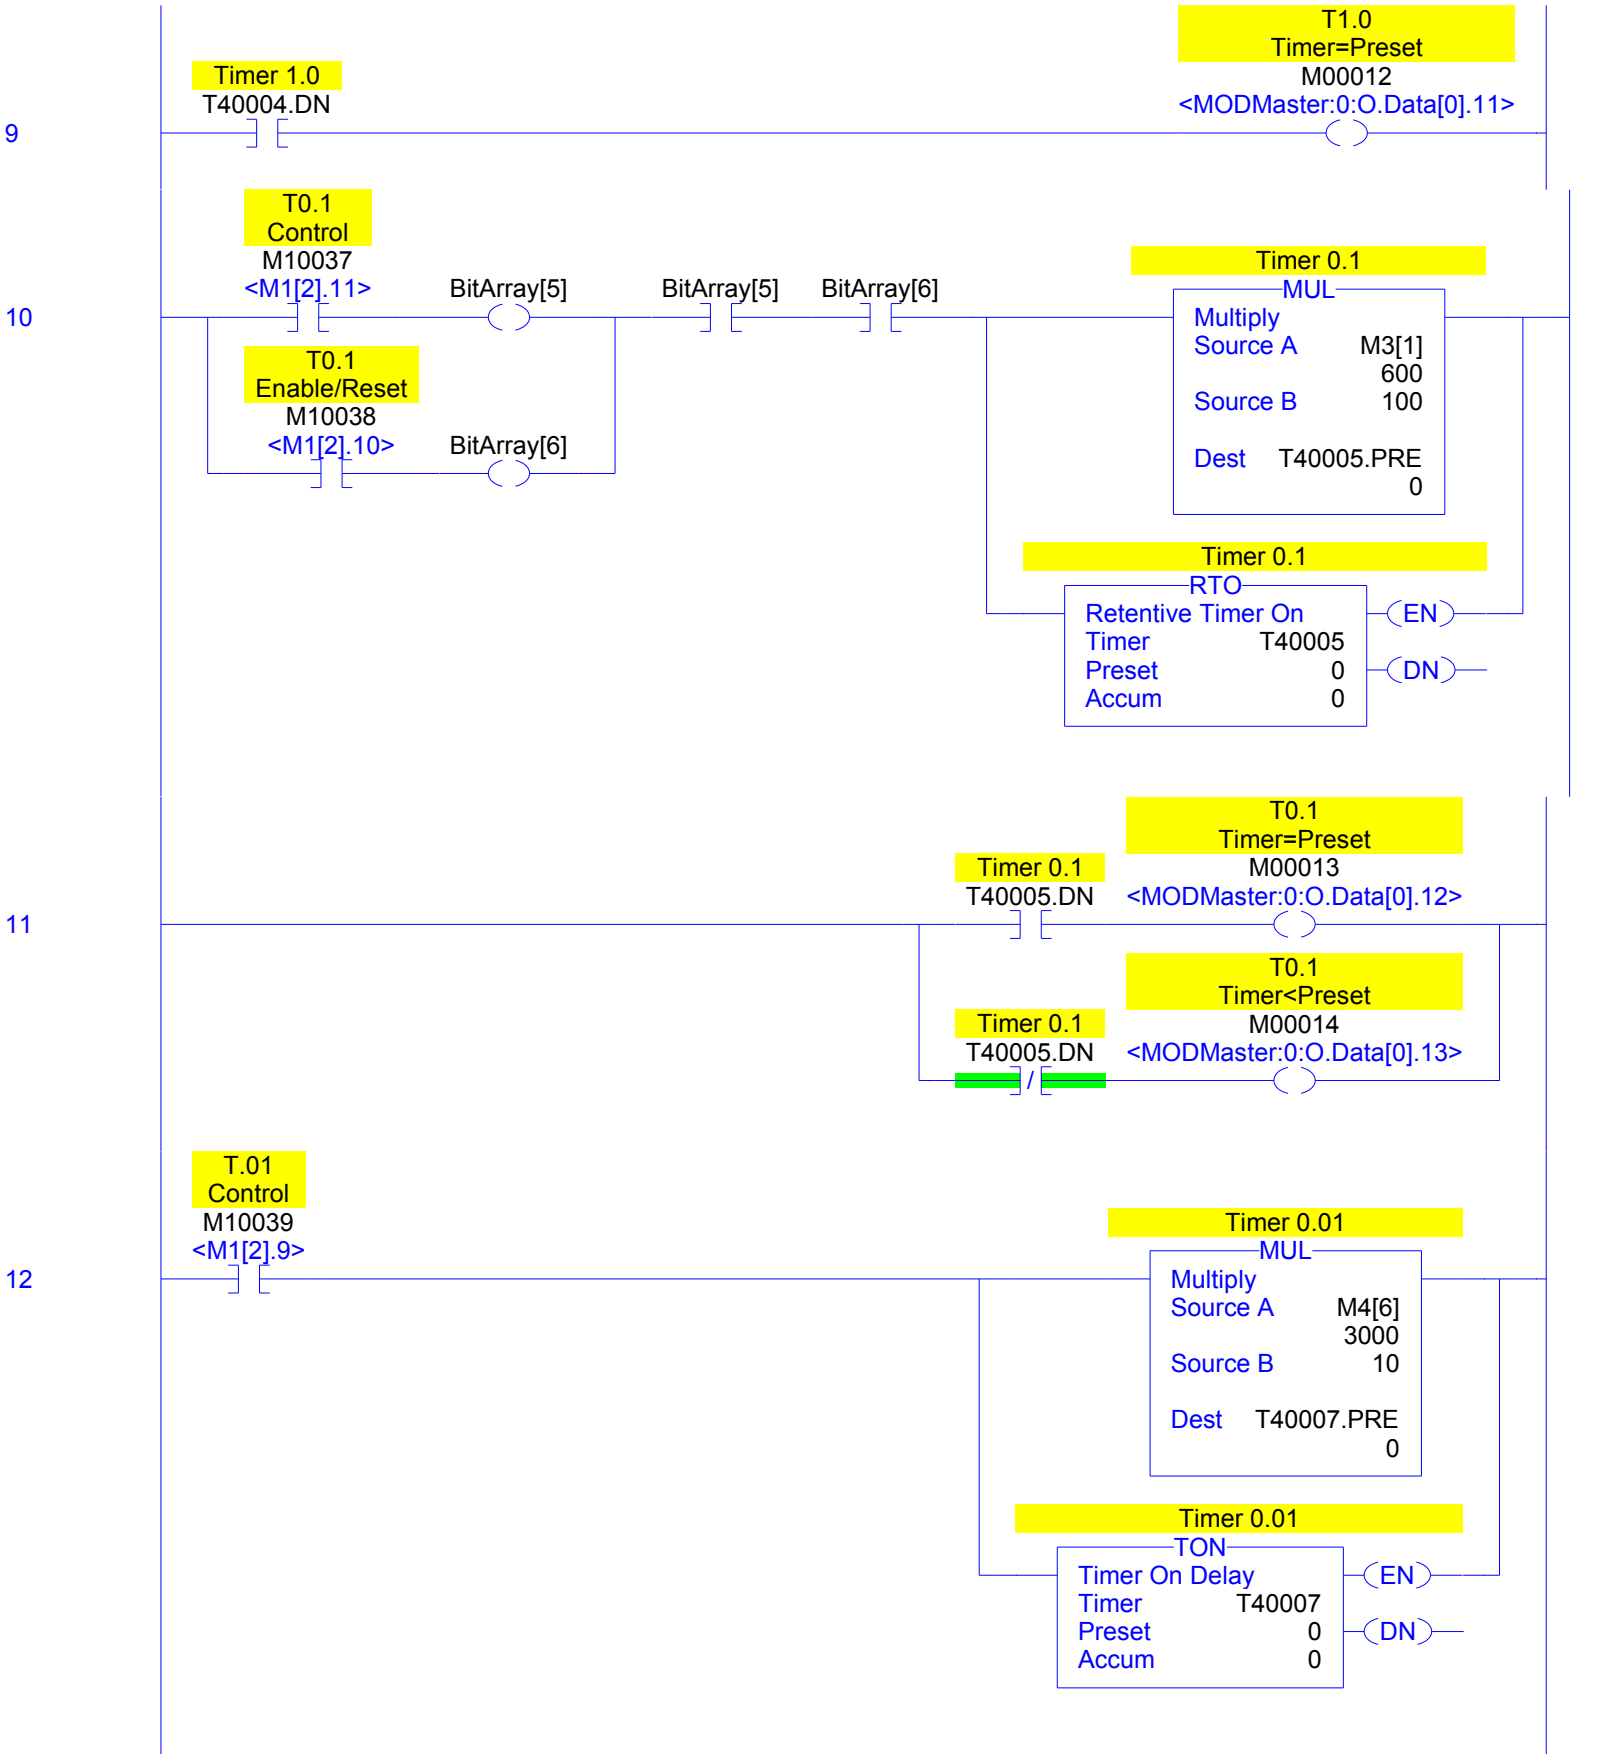 T1.0
Timer=Preset
M00012
<MODMaster:0:O.Data[0].11>
Timer 1.0
T40004.DN
9
T0.1
Control
M10037
<M1[2].11>
BitArray[5]
BitArray[5]
BitArray[6]
10
T0.1
Enable/Reset
M10038
<M1[2].10>
BitArray[6]
Timer 0.1
MUL
Multiply
Source A M3[1]
600
Source B 100
Dest T40005.PRE
0
Timer 0.1
RTO
Retentive Timer On
Timer T40005
Preset 0
Accum 0
EN
DN
T0.1
Timer=Preset
M00013
<MODMaster:0:O.Data[0].12>
Timer 0.1
T40005.DN
11
T0.1
Timer<Preset
M00014
<MODMaster:0:O.Data[0].13>
Timer 0.1
T40005.DN
/
T.01
Control
M10039
<M1[2].9>
12
Timer 0.01
MUL
Multiply
Source A M4[6]
3000
Source B 10
Dest T40007.PRE
0
Timer 0.01
TON
Timer On Delay
Timer T40007
Preset 0
Accum 0
EN
DN